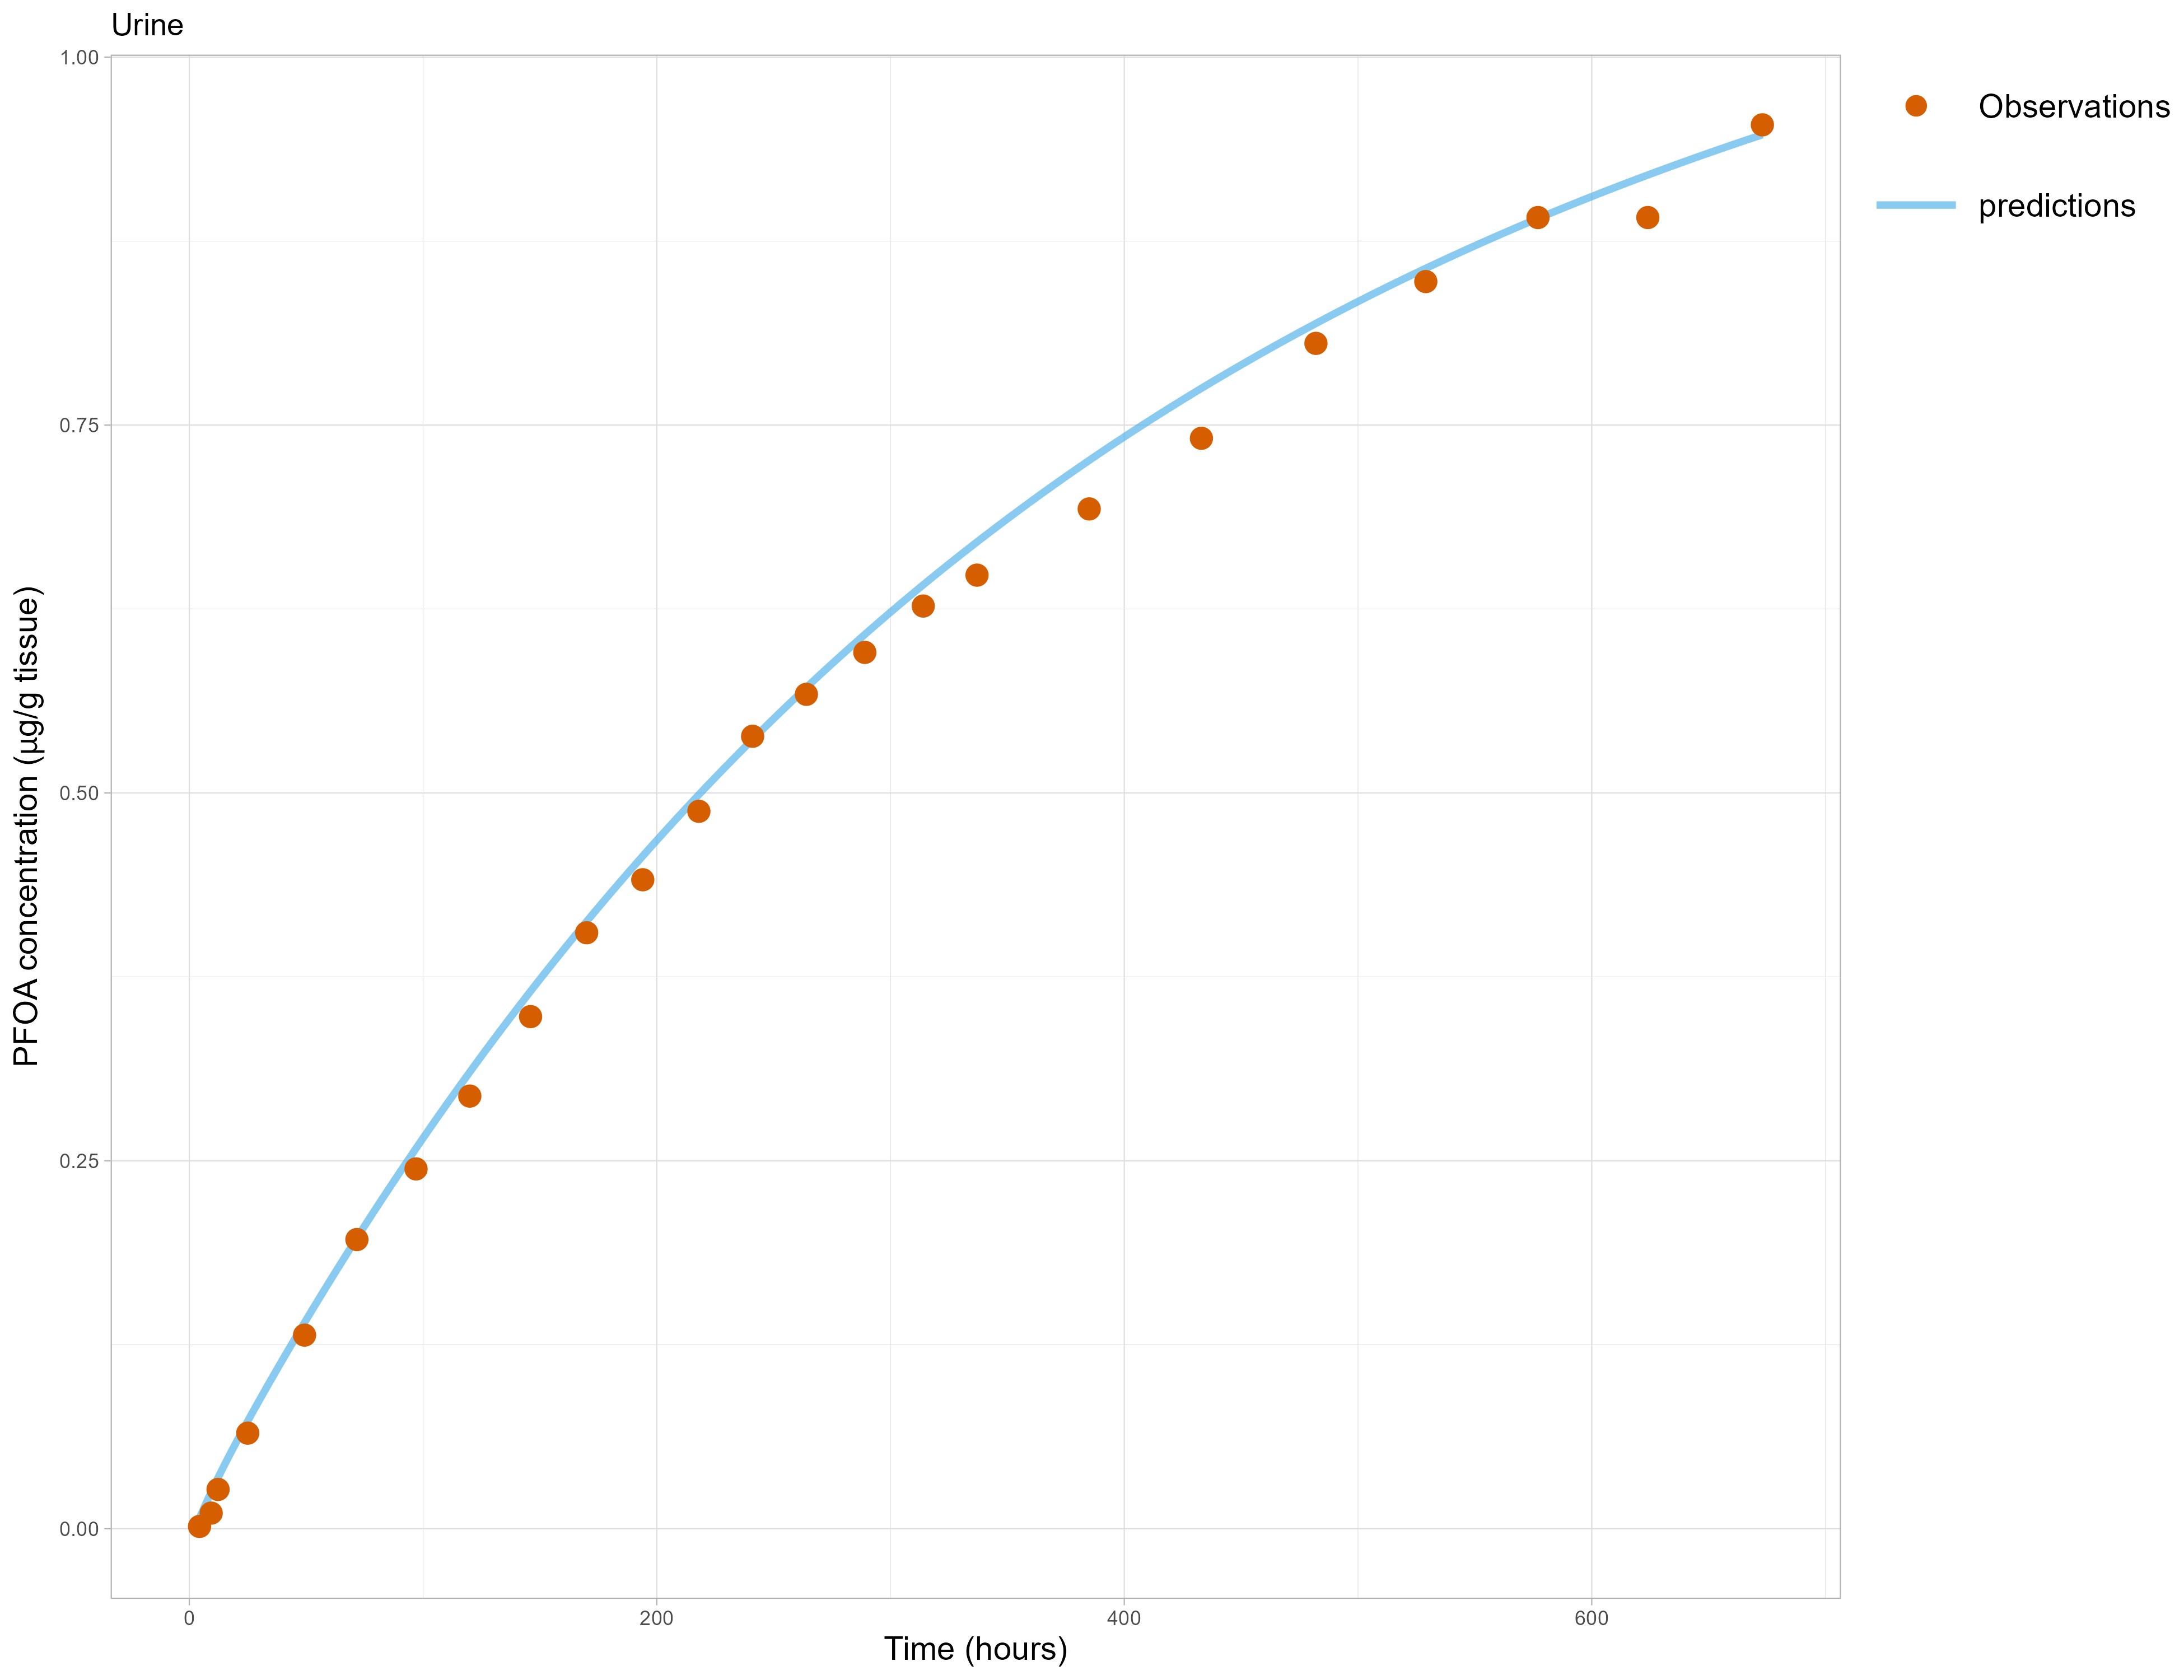 Urine
1.00
0.75
0.50
0.25
0.00
PFOA concentration (µg/g tissue)
0
200
400
600
Time (hours)
Observations
predictions